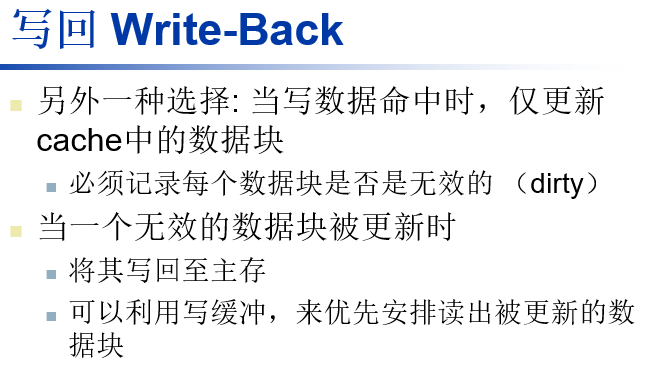 写回 Write-Back
另外一种选择: 当写数据命中时，仅更新
cache中的数据块
必须记录每个数据块是否是无效的 （dirty）
当一个无效的数据块被更新时
将其写回至主存
可以利用写缓冲，来优先安排读出被更新的数
据块